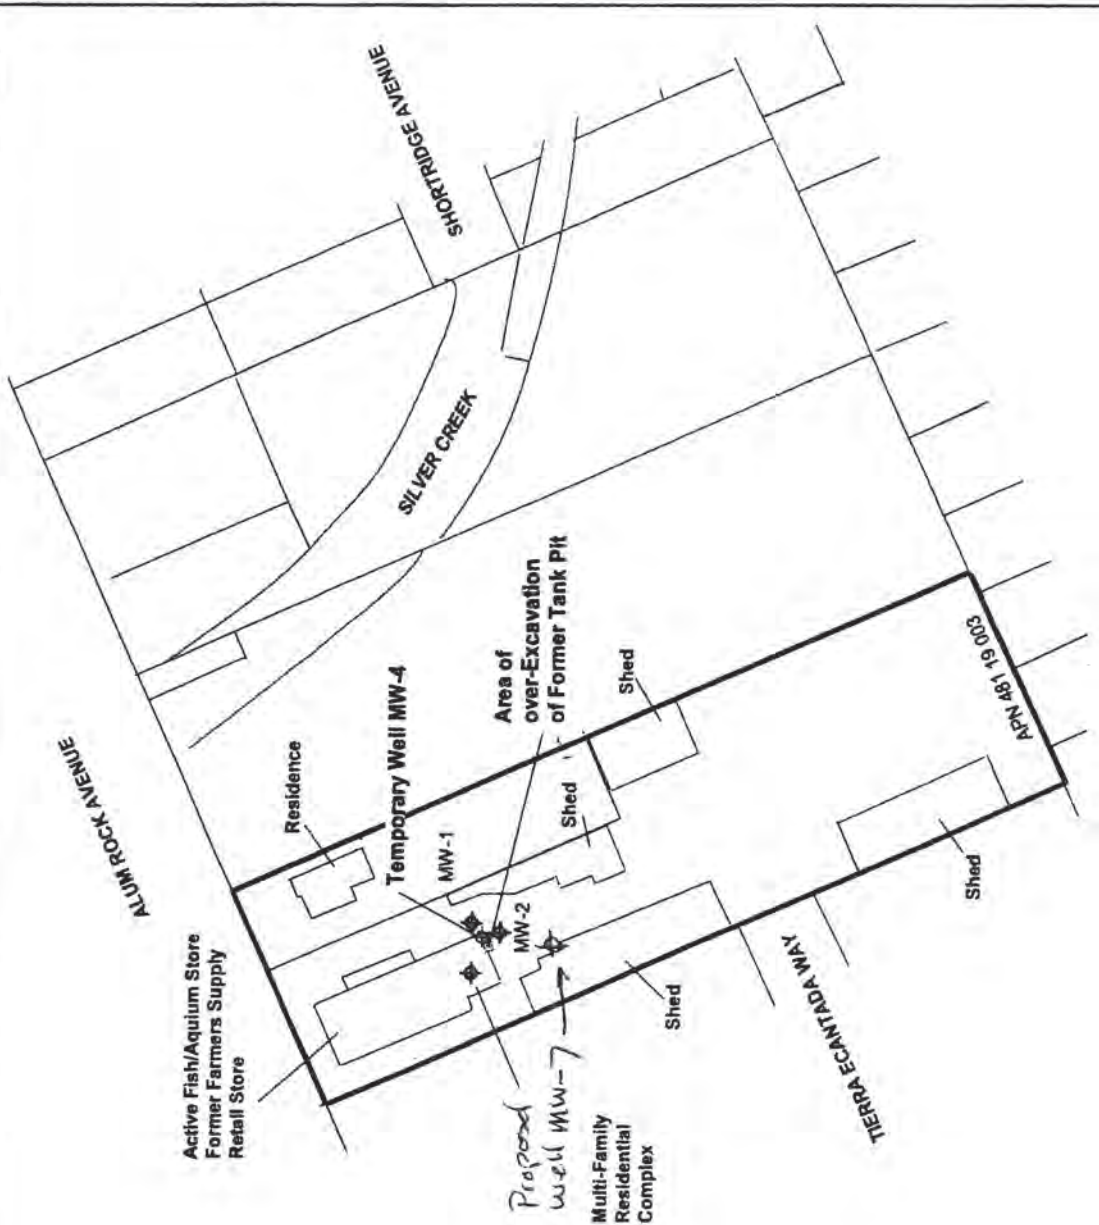 SHORTRIDGE AVENUE
SILVER CREEK
ALUM ROCK AVENUE
Residence
Temporary Well MW-4
MW-1
Area of
over-Excavation
of Former Tank Pit
Shed
Shed
APN 481 19 003
Active Fish/Aquium Store
Former Farmers Supply
Retail Store
MW-2
Shed
Shed
TIERRA ECANTADA WAY
Proposed
well MW-7
Multi-Family
Residential
Complex